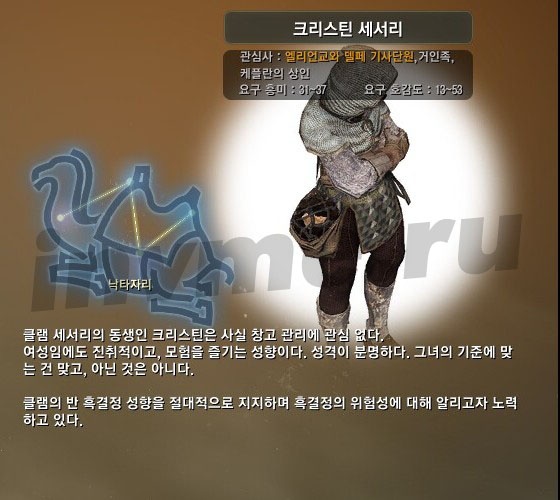 크리스틴 세서리
관심사 : 엘리언교와 델페 기사단원,거인족,
케플란의 상인
요구 흥미 : 31~37 요구 호감도 : 13~53
낙타자리
클램 세서리의 동생인 크리스틴은 사실 창고 관리에 관심 없다.
여성임에도 진취적이고, 모험을 즐기는 성향이다. 성격이 분명하다. 그녀의 기준에 맞
는 건 맞고, 아닌 것은 아니다.
클램의 반 흑결정 성향을 절대적으로 지지하며 흑결정의 위험성에 대해 알리고자 노력
하고 있다.